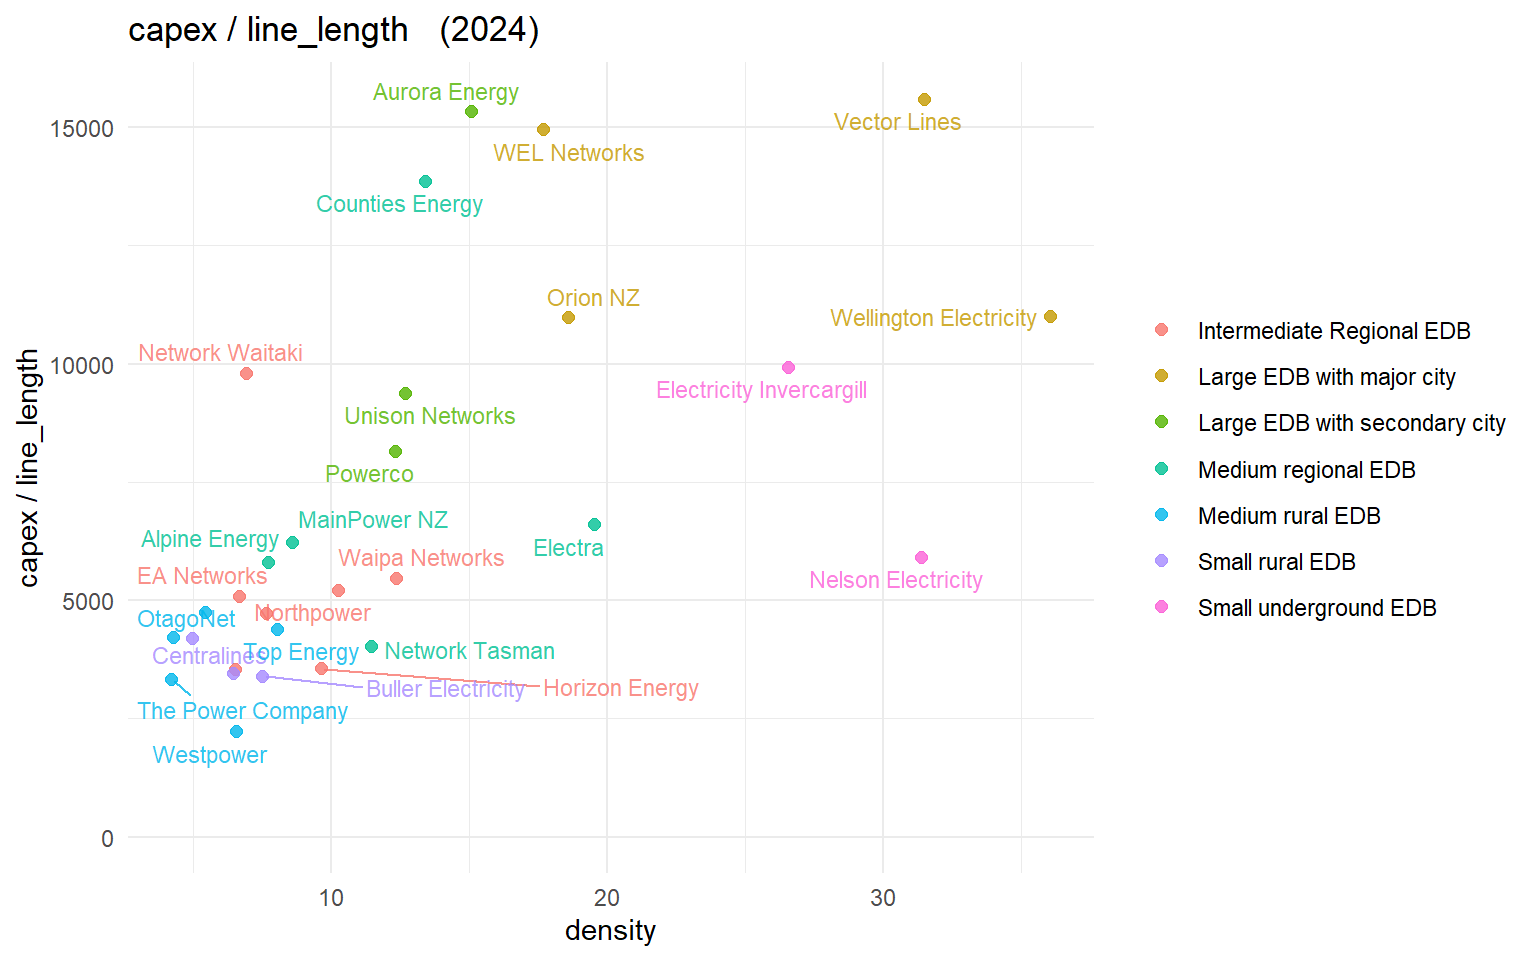 capex / line_length (2024)
Aurora Energy
Vector Lines
15000
WEL Networks
Counties Energy
Orion NZ
Wellington Electricity
Network Waitaki
10000
Electricity Invercargill
Unison Networks
Powerco
MainPower NZ
Alpine Energy
Electra
Waipa Networks
EA Networks
Nelson Electricity
5000
Northpower
OtagoNet
Top Energy
Network Tasman
Centralines
Buller Electricity
Horizon Energy
The Power Company
Westpower
0
capex / line_length
10
20
30
density
Intermediate Regional EDB
Large EDB with major city
Large EDB with secondary city
Medium regional EDB
Medium rural EDB
Small rural EDB
Small underground EDB